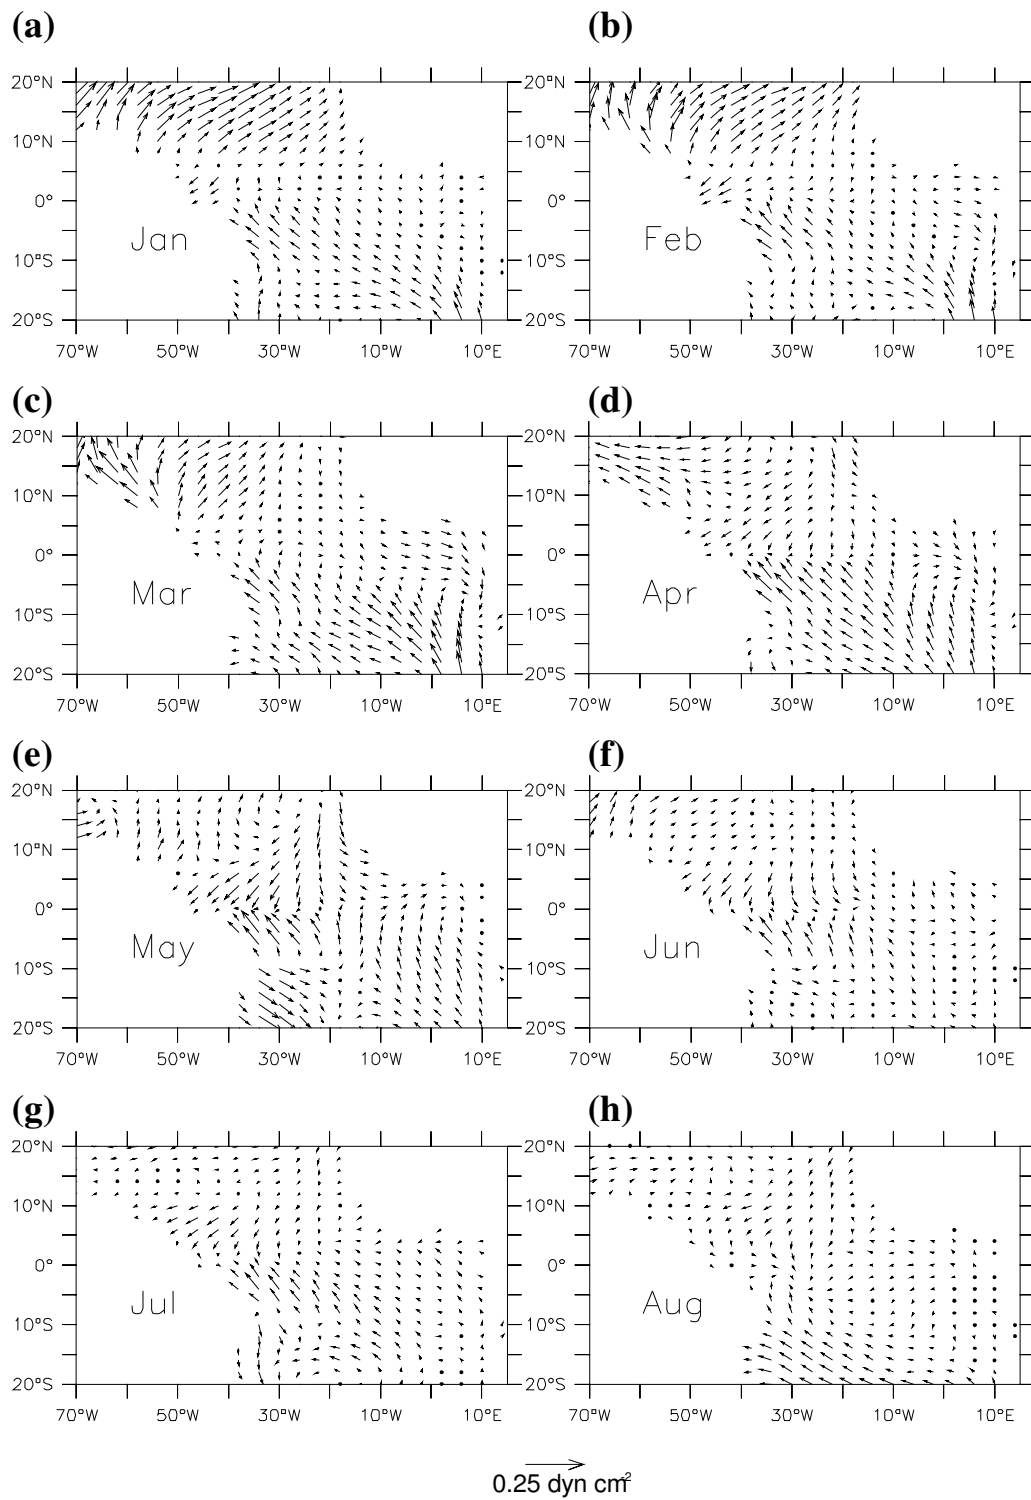 (a) (b)
20°N 20°N
10°N 10°N
0° 0°
Jan Feb
10°S 10°S
20°S 20°S
70°W 50°W 30°W 10°W 10°E 70°W 50°W 30°W 10°W 10°E
(c) (d)
20°N 20°N
10°N 10°N
0° 0°
Mar Apr
10°S 10°S
20°S 20°S
70°W 50°W 30°W 10°W 10°E 70°W 50°W 30°W 10°W 10°E
(e) (f)
20°N 20°N
10°N 10°N
0° 0°
May Jun
10°S 10°S
20°S 20°S
70°W 50°W 30°W 10°W 10°E 70°W 50°W 30°W 10°W 10°E
(g) (h)
20°N 20°N
10°N 10°N
0° 0°
Jul Aug
10°S 10°S
20°S 20°S
70°W 50°W 30°W 10°W 10°E 70°W 50°W 30°W 10°W 10°E
0.25 dyn cm⁻²